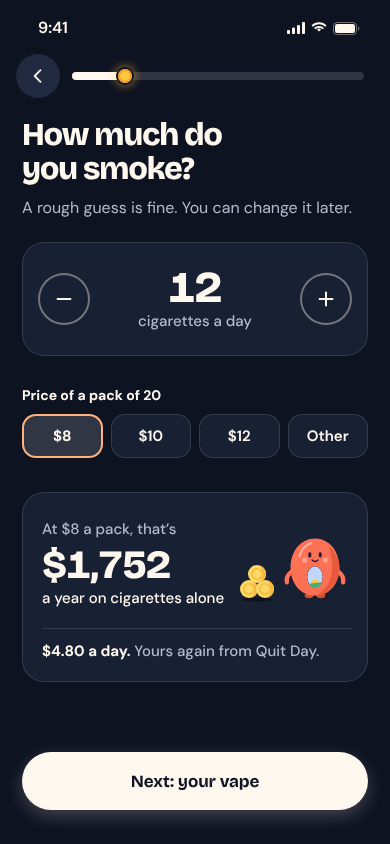 9:41
How much do
you smoke?
A rough guess is fine. You can change it later.
12
cigarettes a day
Price of a pack of 20
$8
$10
$12
Other
At $8 a pack, that’s
$1,752
a year on cigarettes alone
$4.80 a day. Yours again from Quit Day.
Next: your vape